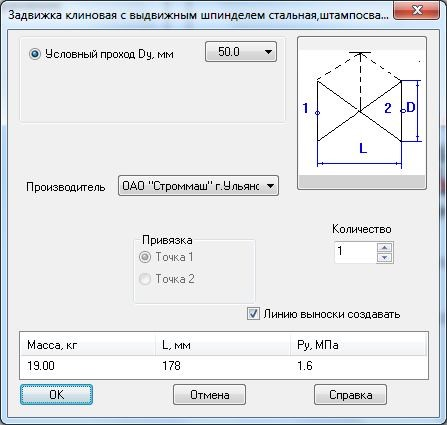 Задвижка клиновая с выдвижным шпинделем стальная,штампосва...
Условный проход Dy, мм
50.0
1
2
D
L
Производитель
ОАО "Строммаш" г.Ульяно
Количество
1
Привязка
Точка 1
Точка 2
Линию выноски создавать
Масса, кг L, мм Ру, МПа
19.00 178 1.6
OK Отмена Справка